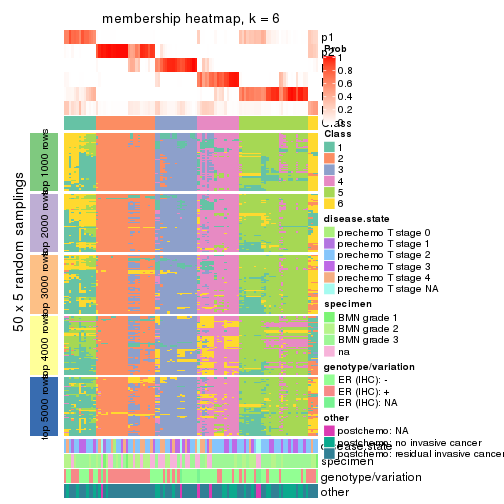 membership heatmap, k = 6
p1
Prob
1
0.8
0.6
0.4
0.2
0
Class
Class
1
2
3
4
5
6
50 x 5 random samplings
top 1000 rows
top 2000 rows
top 3000 rows
top 4000 rows
top 5000 rows
disease.state
prechemo T stage 0
prechemo T stage 1
prechemo T stage 2
prechemo T stage 3
prechemo T stage 4
prechemo T stage NA
specimen
BMN grade 1
BMN grade 2
BMN grade 3
na
genotype/variation
ER (IHC): -
ER (IHC): +
ER (IHC): NA
other
postchemo: NA
postchemo: no invasive cancer
postchemo: residual invasive cancer
disease.state
specimen
genotype/variation
other